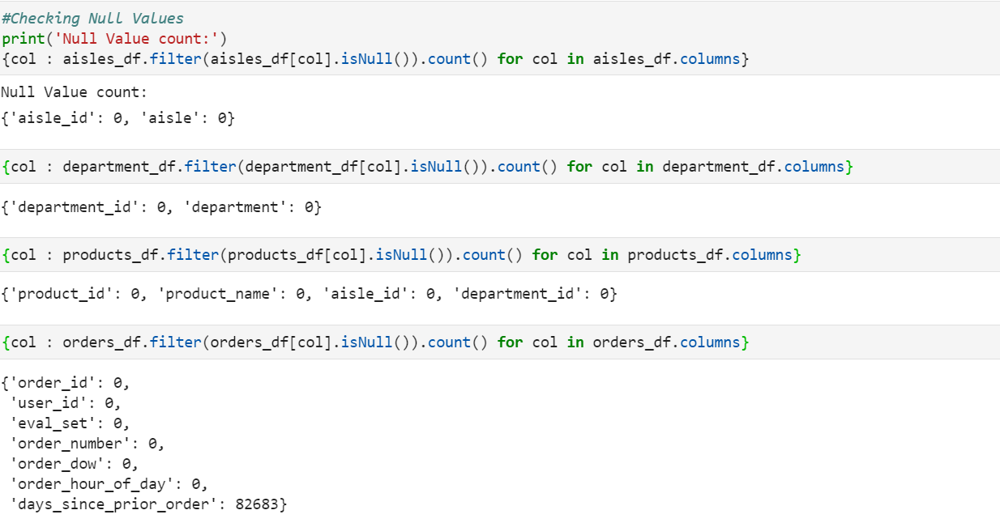 #Checking Null Values
print('Null Value count:')
{col : aisles_df.filter(aisles_df[col].isNull()).count() for col in aisles_df.columns}
Null Value count:
{'aisle_id': 0, 'aisle': 0}
{col : department_df.filter(department_df[col].isNull()).count() for col in department_df.columns}
{'department_id': 0, 'department': 0}
{col : products_df.filter(products_df[col].isNull()).count() for col in products_df.columns}
{'product_id': 0, 'product_name': 0, 'aisle_id': 0, 'department_id': 0}
{col : orders_df.filter(orders_df[col].isNull()).count() for col in orders_df.columns}
{'order_id': 0,
 'user_id': 0,
 'eval_set': 0,
 'order_number': 0,
 'order_dow': 0,
 'order_hour_of_day': 0,
 'days_since_prior_order': 82683}